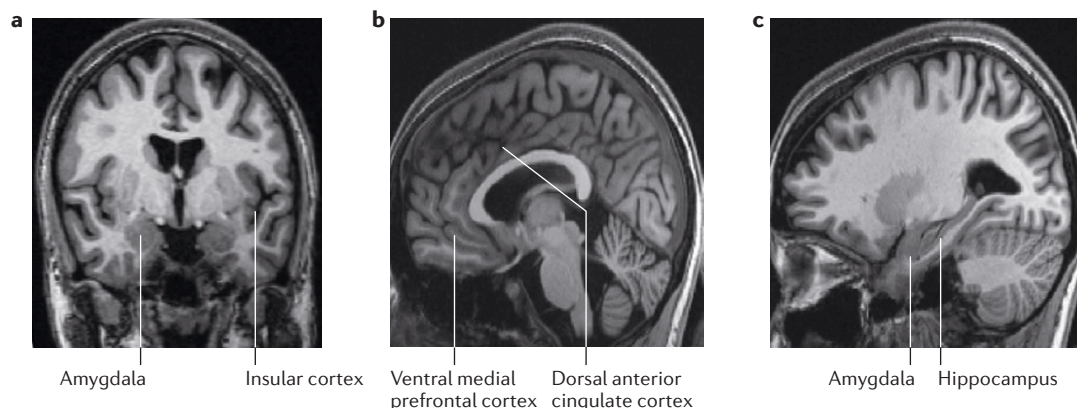 a
b
c
Amygdala
Insular cortex
Ventral medial
prefrontal cortex
Dorsal anterior
cingulate cortex
Amygdala
Hippocampus